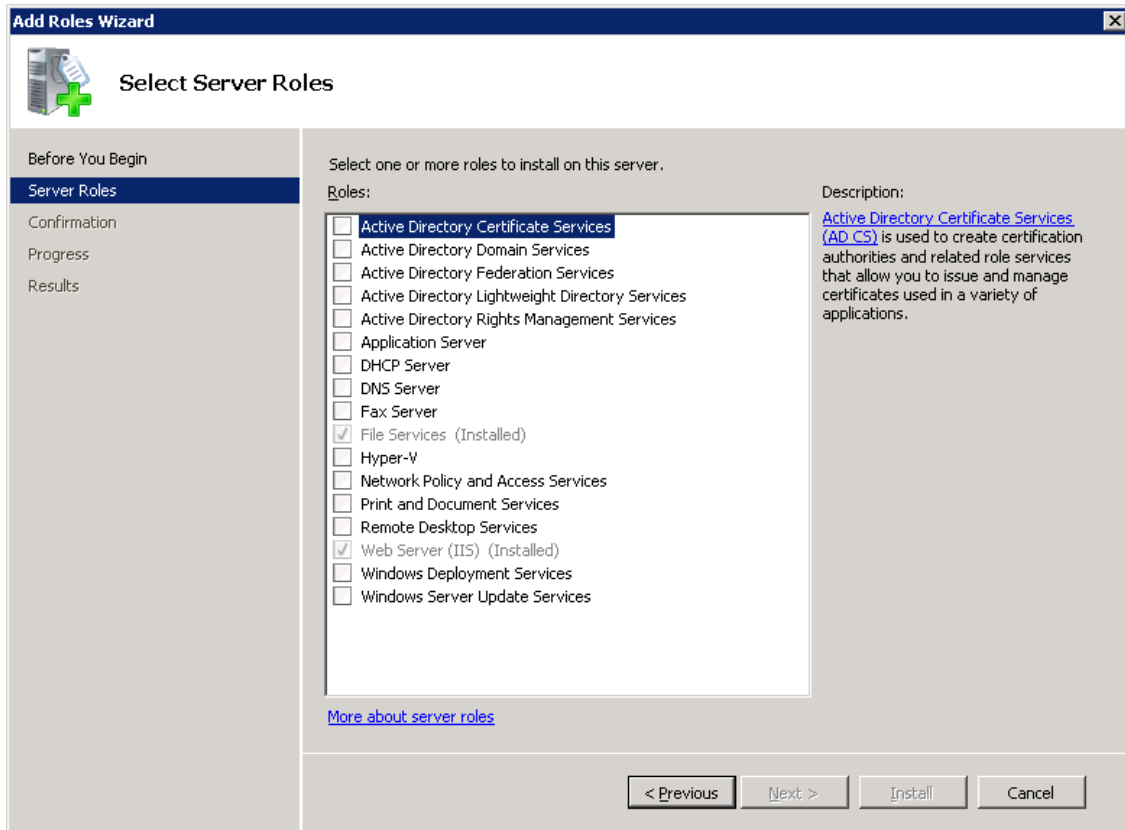 Add Roles Wizard
Select Server Roles
Before You Begin
Server Roles
Confirmation
Progress
Results
Select one or more roles to install on this server.
Roles:
Active Directory Certificate Services
Active Directory Domain Services
Active Directory Federation Services
Active Directory Lightweight Directory Services
Active Directory Rights Management Services
Application Server
DHCP Server
DNS Server
Fax Server
File Services (Installed)
Hyper-V
Network Policy and Access Services
Print and Document Services
Remote Desktop Services
Web Server (IIS) (Installed)
Windows Deployment Services
Windows Server Update Services
More about server roles
Description:
Active Directory Certificate Services
(AD CS) is used to create certification
authorities and related role services
that allow you to issue and manage
certificates used in a variety of
applications.
< Previous
Next >
Install
Cancel